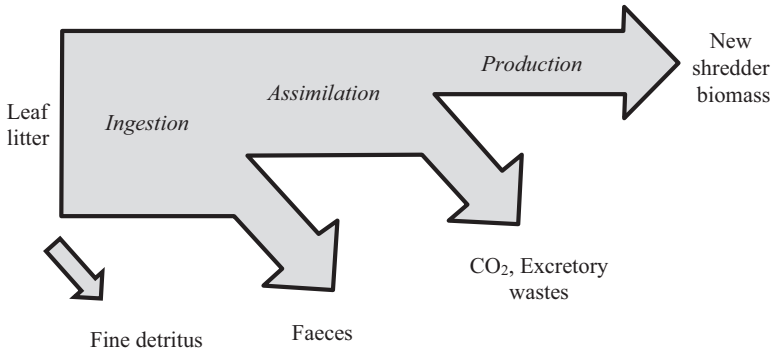 New
shredder
biomass
Production
Assimilation
Leaf
litter
Ingestion
CO₂, Excretory
wastes
Fine detritus
Faeces